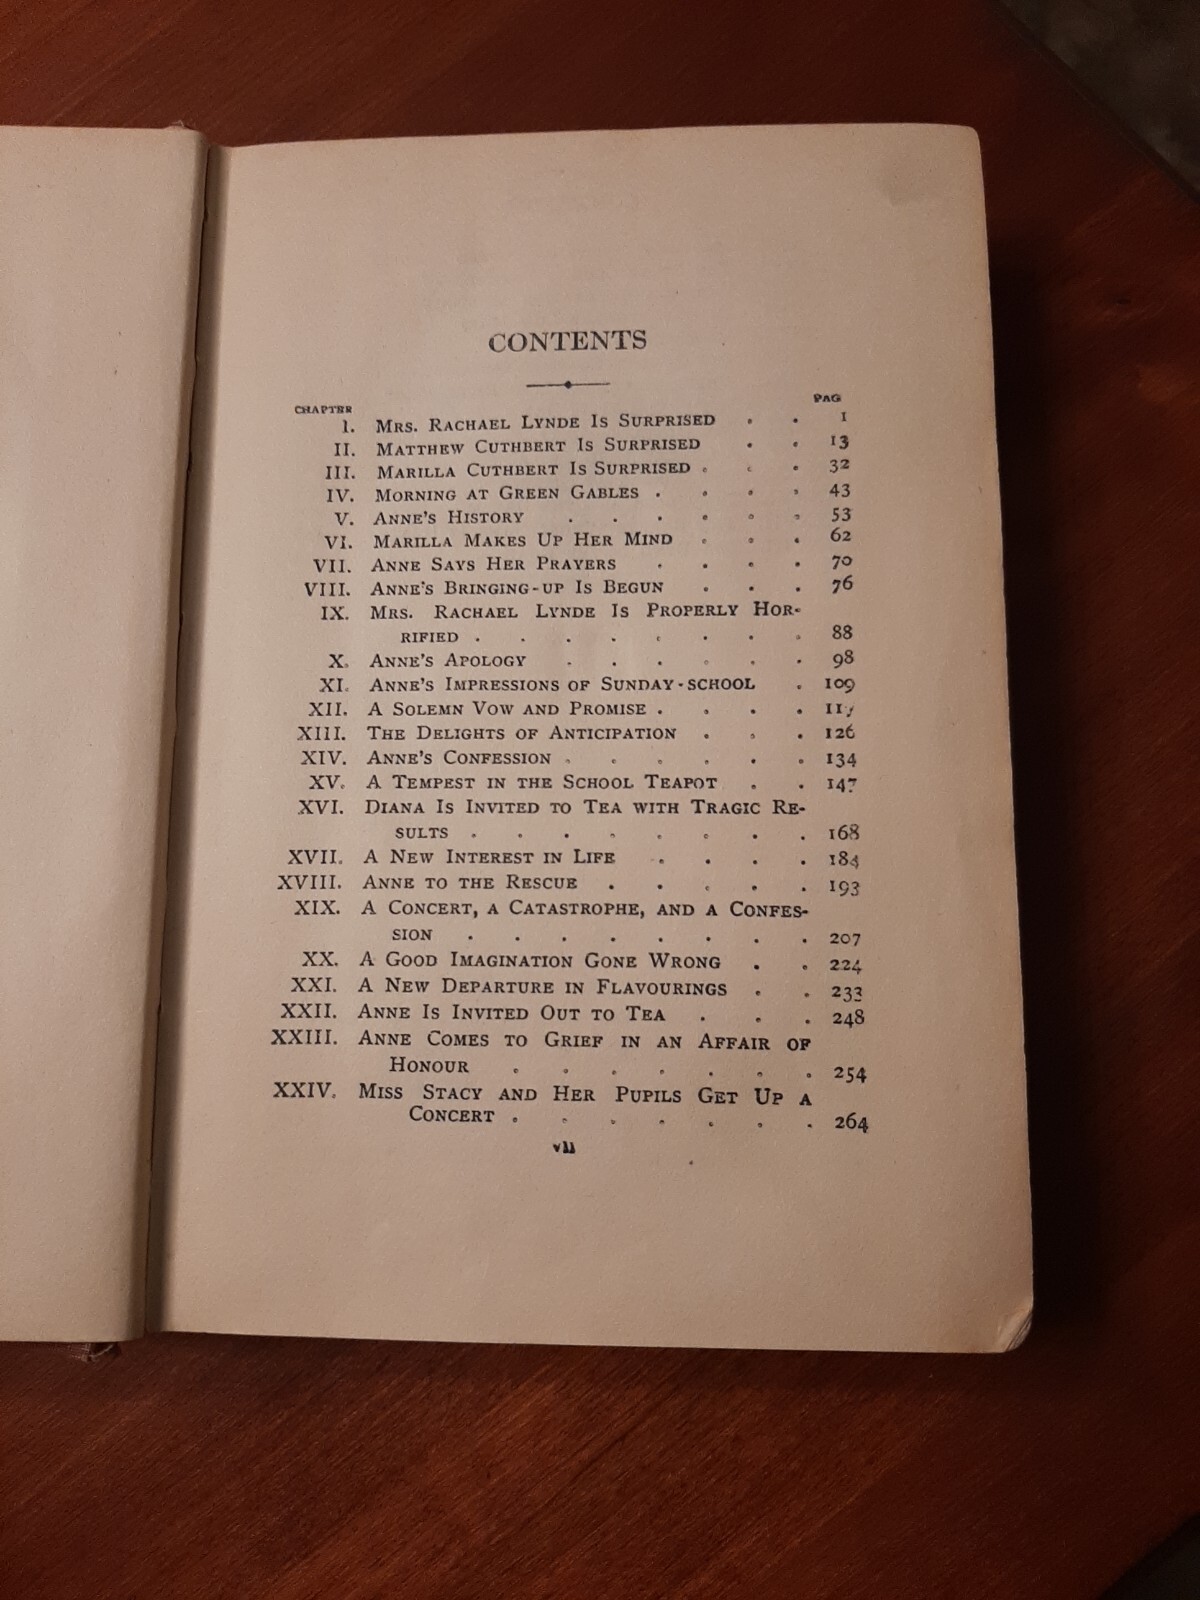 CONTENTS
CHAPTER PAG
I. MRS. RACHAEL LYNDE IS SURPRISED . . 1
II. MATTHEW CUTHBERT IS SURPRISED . . 13
III. MARILLA CUTHBERT IS SURPRISED . . . 32
IV. MORNING AT GREEN GABLES . . . . 43
V. ANNE'S HISTORY . . . . . . 53
VI. MARILLA MAKES UP HER MIND . . . 62
VII. ANNE SAYS HER PRAYERS . . . . 70
VIII. ANNE'S BRINGING-UP IS BEGUN . . . 76
IX. MRS. RACHAEL LYNDE IS PROPERLY HOR-
RIFIED . . . . . . . . 88
X. ANNE'S APOLOGY . . . . . . 98
XI. ANNE'S IMPRESSIONS OF SUNDAY-SCHOOL . 109
XII. A SOLEMN VOW AND PROMISE . . . . 117
XIII. THE DELIGHTS OF ANTICIPATION . . . 126
XIV. ANNE'S CONFESSION . . . . . . 134
XV. A TEMPEST IN THE SCHOOL TEAPOT . . 147
XVI. DIANA IS INVITED TO TEA WITH TRAGIC RE-
SULTS . . . . . . . . 168
XVII. A NEW INTEREST IN LIFE . . . . 184
XVIII. ANNE TO THE RESCUE . . . . . 193
XIX. A CONCERT, A CATASTROPHE, AND A CONFES-
SION . . . . . . . . 207
XX. A GOOD IMAGINATION GONE WRONG . . 224
XXI. A NEW DEPARTURE IN FLAVOURINGS . . 233
XXII. ANNE IS INVITED OUT TO TEA . . . 248
XXIII. ANNE COMES TO GRIEF IN AN AFFAIR OF
HONOUR . . . . . . . 254
XXIV. MISS STACY AND HER PUPILS GET UP A
CONCERT . . . . . . . 264
vii